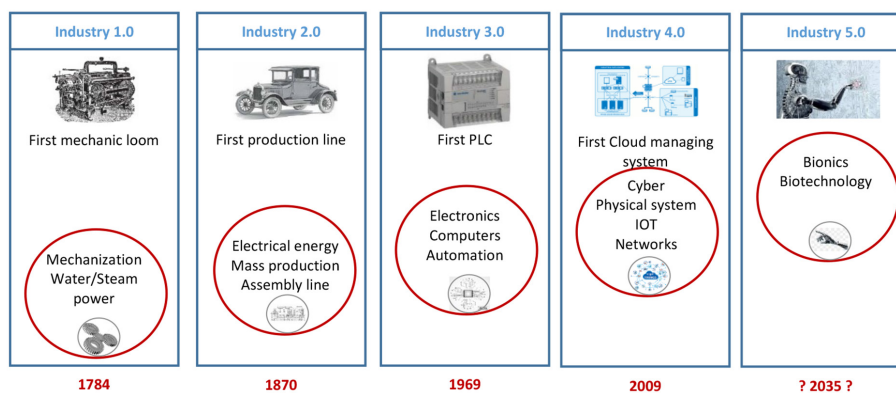 Industry 1.0
First mechanic loom
Mechanization
Water/Steam
power
1784
Industry 2.0
First production line
Electrical energy
Mass production
Assembly line
1870
Industry 3.0
First PLC
Electronics
Computers
Automation
1969
Industry 4.0
First Cloud managing
system
Cyber
Physical system
IOT
Networks
2009
Industry 5.0
Bionics
Biotechnology
? 2035 ?